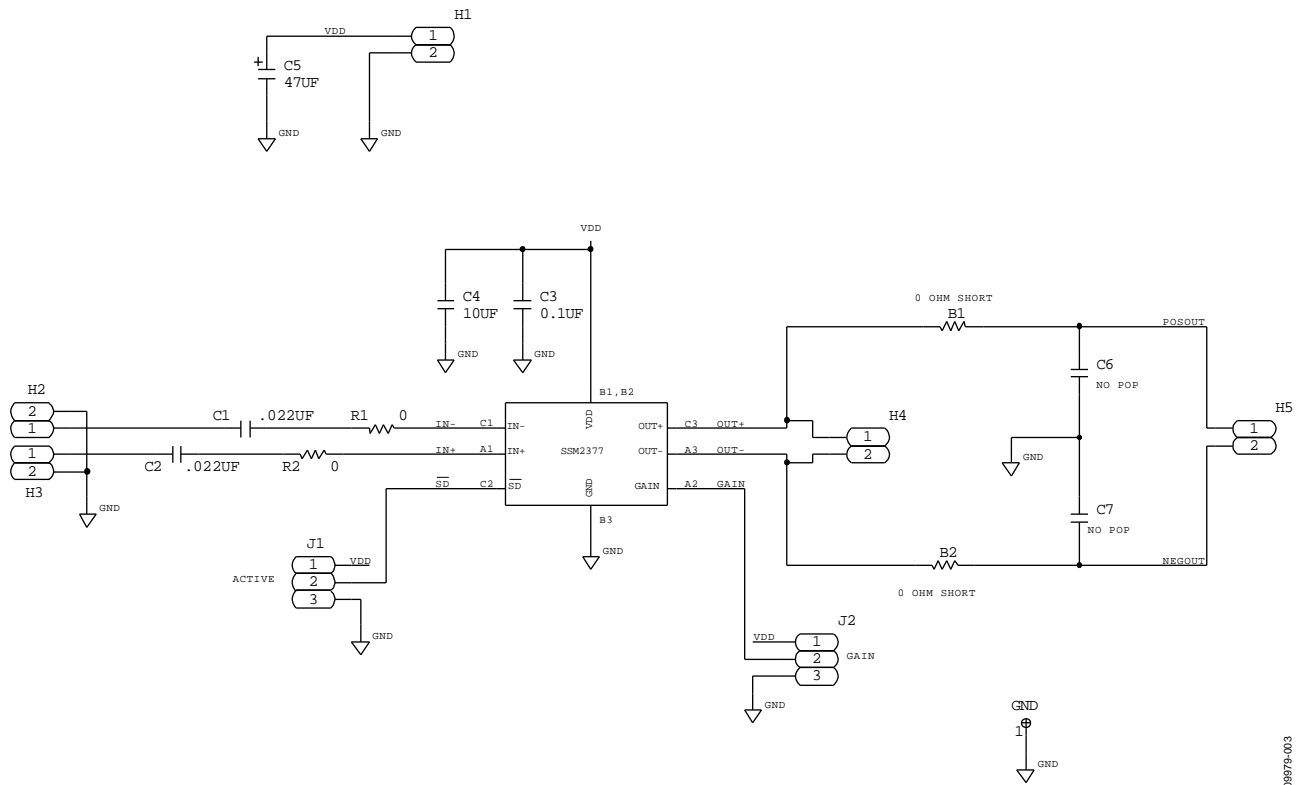 H1
VDD
1
2
+
C5
47UF
GND
GND
VDD
C4
10UF
C3
0.1UF
GND
GND
0 OHM SHORT
B1
POSOUT
C6
NO POP
H2
2
1
C1 .022UF R1 0
IN- C1 IN-
B1,B2
VDD
OUT+ C3 OUT+
H4
1
2
H5
1
2
1
2
H3
C2 .022UF R2 0
IN+ A1 IN+
SSM2377
OUT- A3 OUT-
GND
SD C2 SD
GND
GAIN A2 GAIN
GND
B3
GND
C7
NO POP
J1
1 VDD
ACTIVE 2
3
GND
B2
NEGOUT
0 OHM SHORT
J2
VDD 1
2 GAIN
3
GND
GND
1
GND
09979-003